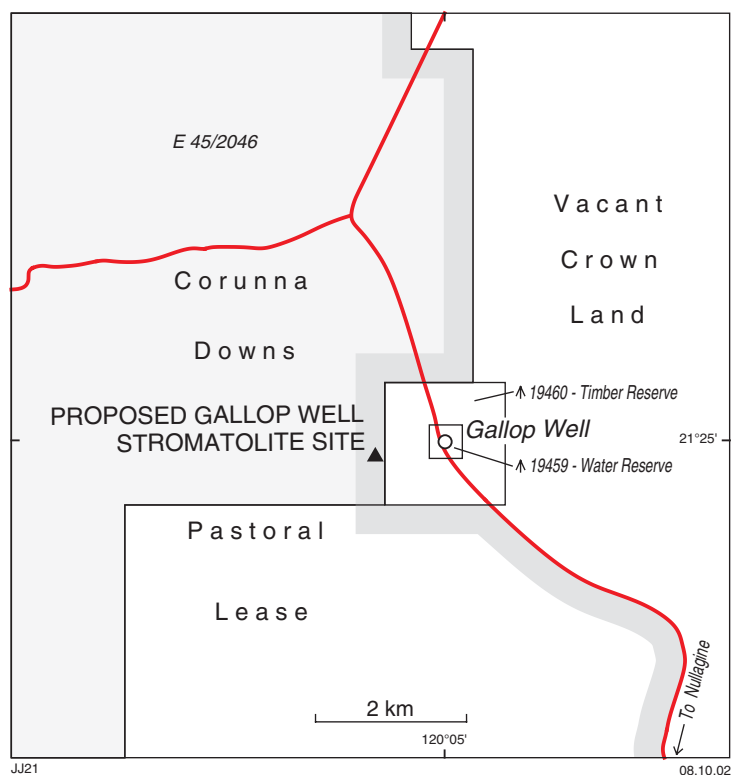 E 45/2046
Vacant
Crown
Land
Corunna
Downs
19460 - Timber Reserve
PROPOSED GALLOP WELL
STROMATOLITE SITE
Gallop Well
21°25'
19459 - Water Reserve
Pastoral
Lease
To Nullagine
2 km
120°05'
JJ21
08.10.02